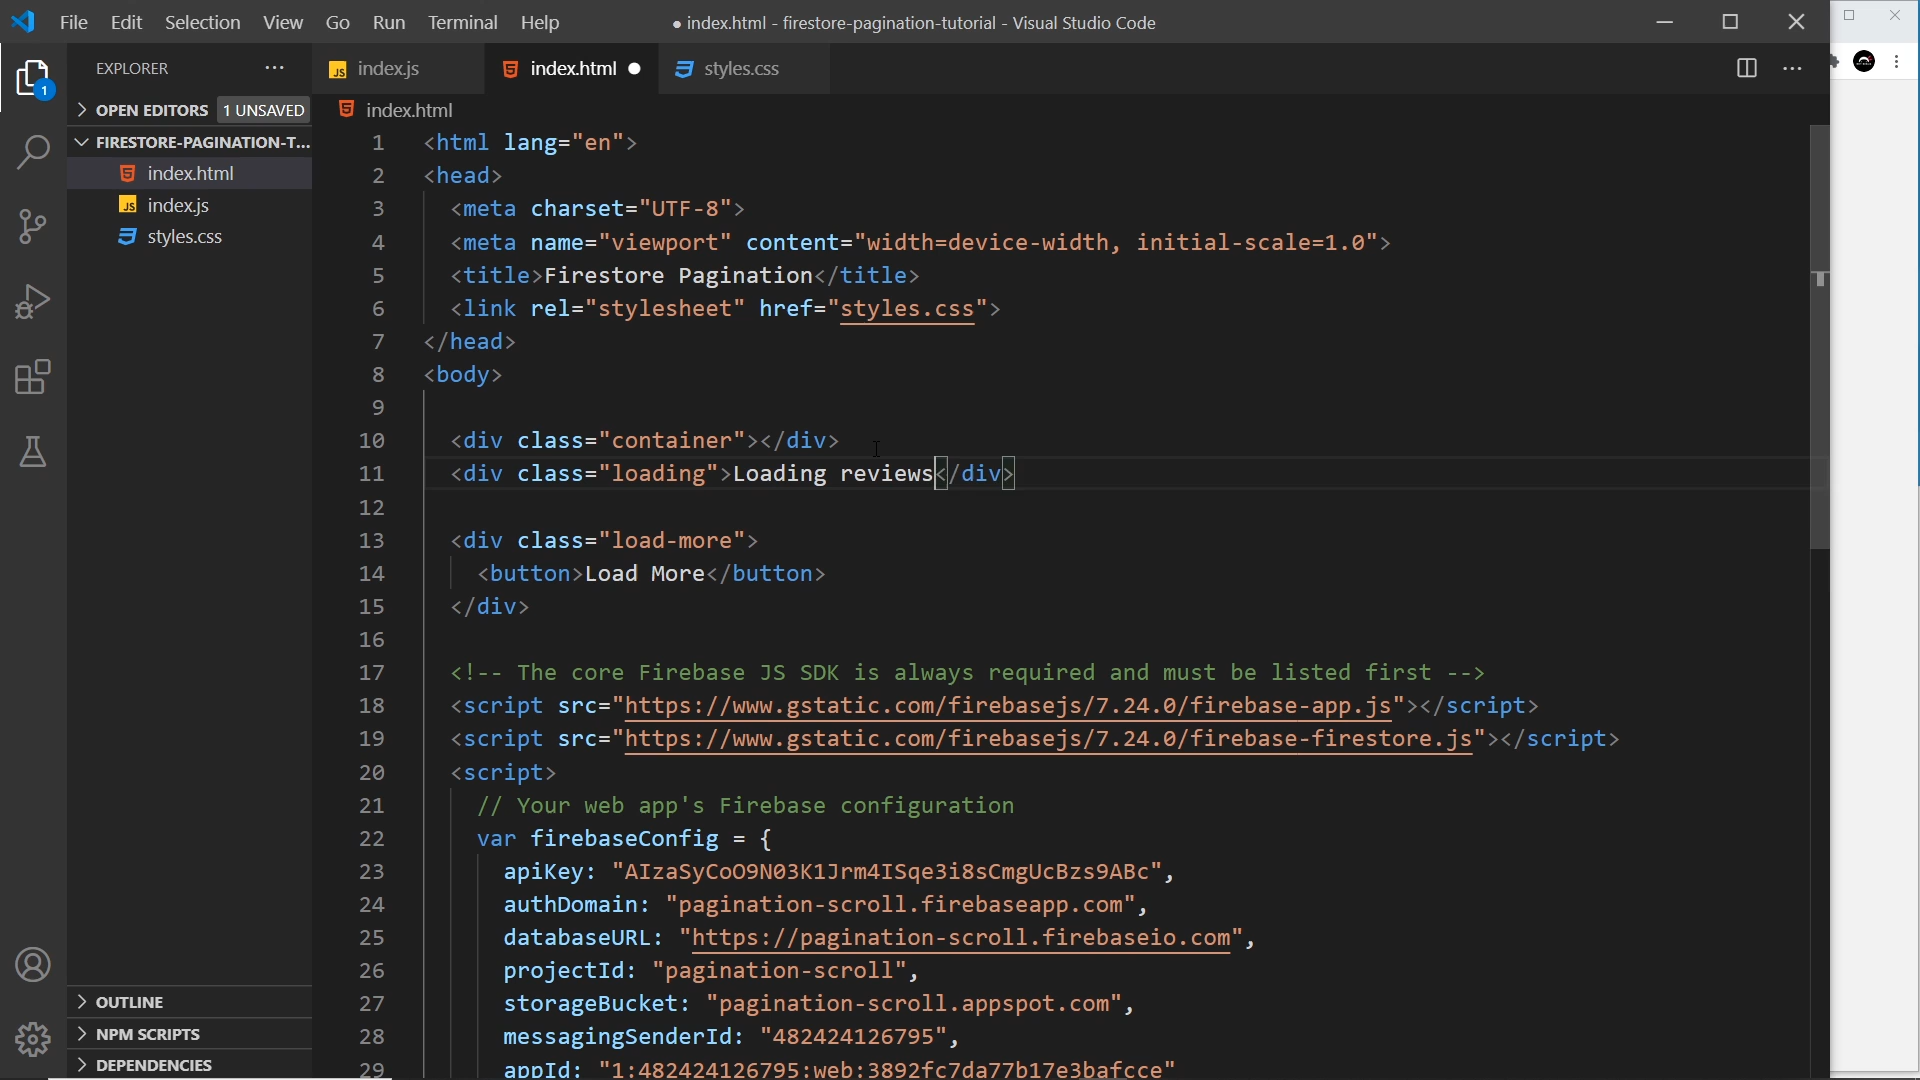 File Edit Selection View Go Run Terminal Help
● index.html - firestore-pagination-tutorial - Visual Studio Code
EXPLORER
JS index.js
index.html
styles.css
1
OPEN EDITORS 1 UNSAVED
FIRESTORE-PAGINATION-T...
index.html
JS index.js
styles.css
OUTLINE
NPM SCRIPTS
DEPENDENCIES
index.html
1 <html lang="en">
2 <head>
3 <meta charset="UTF-8">
4 <meta name="viewport" content="width=device-width, initial-scale=1.0">
5 <title>Firestore Pagination</title>
6 <link rel="stylesheet" href="styles.css">
7 </head>
8 <body>
9
10 <div class="container"></div>
11 <div class="loading">Loading reviews</div>
12
13 <div class="load-more">
14 <button>Load More</button>
15 </div>
16
17 <!-- The core Firebase JS SDK is always required and must be listed first -->
18 <script src="https://www.gstatic.com/firebasejs/7.24.0/firebase-app.js"></script>
19 <script src="https://www.gstatic.com/firebasejs/7.24.0/firebase-firestore.js"></script>
20 <script>
21 // Your web app's Firebase configuration
22 var firebaseConfig = {
23 apiKey: "AIzaSyCoO9N03K1Jrm4ISqe3i8sCmgUcBzs9ABc",
24 authDomain: "pagination-scroll.firebaseapp.com",
25 databaseURL: "https://pagination-scroll.firebaseio.com",
26 projectId: "pagination-scroll",
27 storageBucket: "pagination-scroll.appspot.com",
28 messagingSenderId: "482424126795",
29 appId: "1:482424126795:web:3892fc7da77b17e3bafcce"